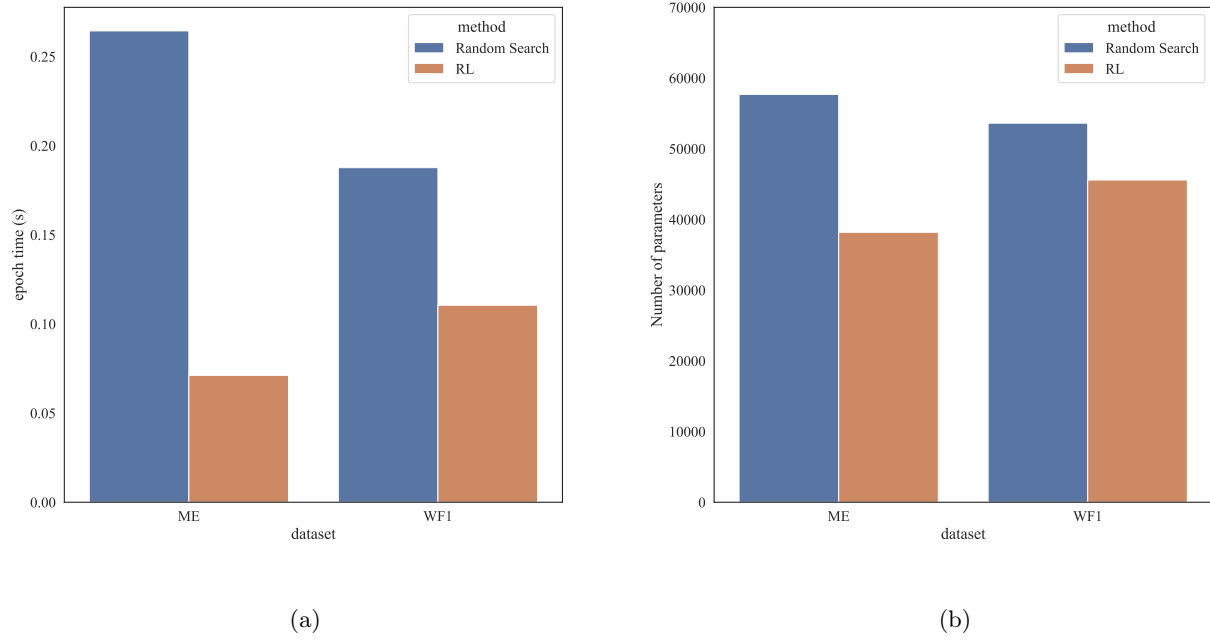 method
Random Search
RL
0.25
0.20
0.15
0.10
0.05
0.00
epoch time (s)
ME
WF1
dataset
(a)
method
Random Search
RL
70000
60000
50000
40000
30000
20000
10000
0
Number of parameters
ME
WF1
dataset
(b)